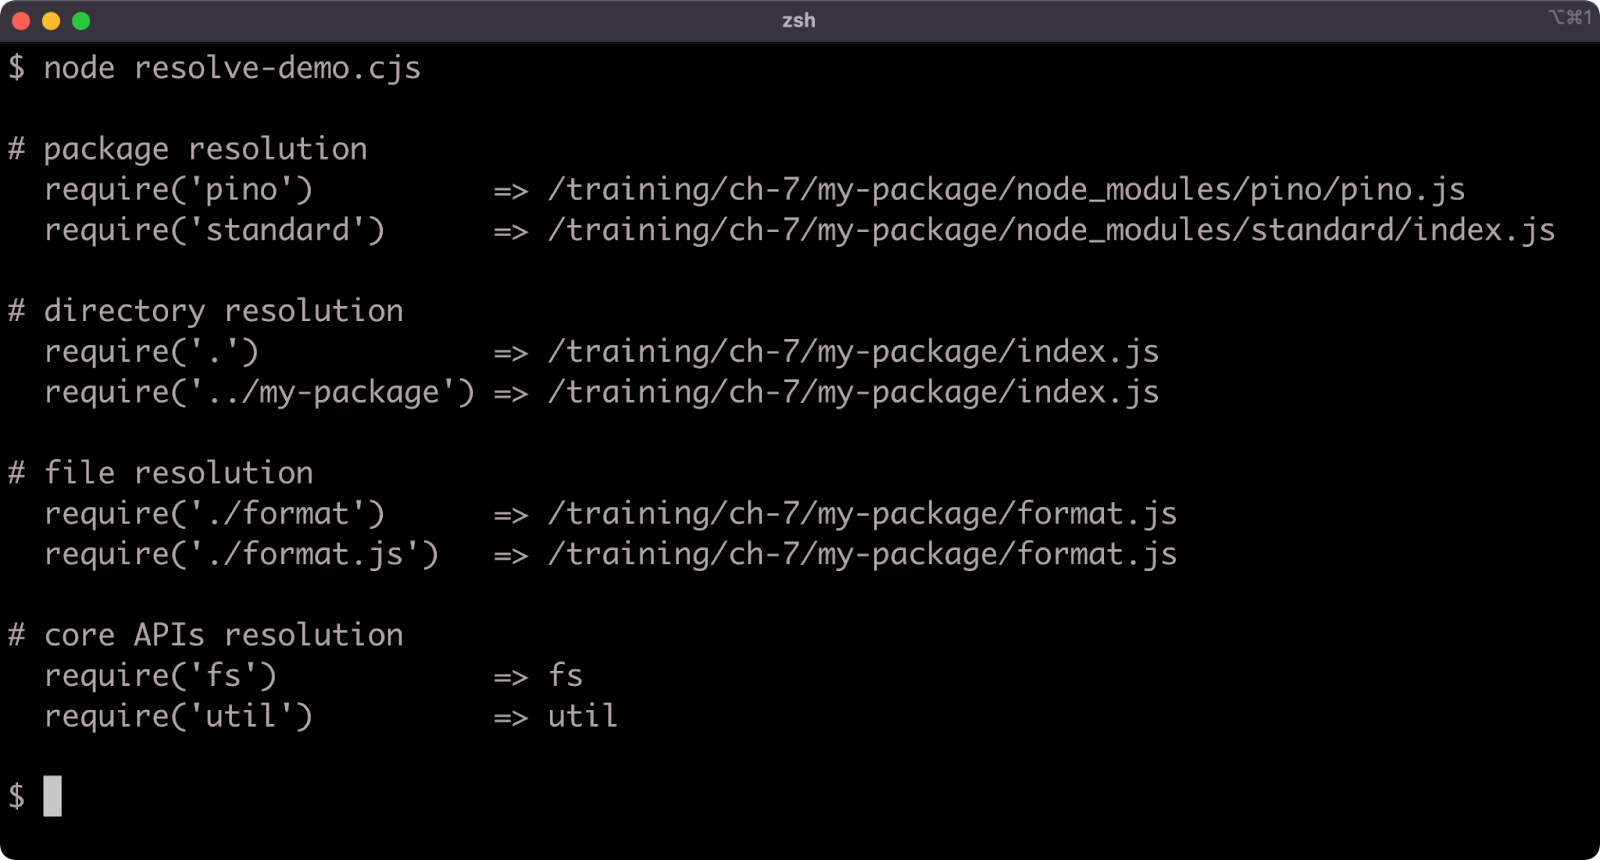 zsh
⌥⌘1
$ node resolve-demo.cjs
# package resolution
require('pino') => /training/ch-7/my-package/node_modules/pino/pino.js
require('standard') => /training/ch-7/my-package/node_modules/standard/index.js
# directory resolution
require('.') => /training/ch-7/my-package/index.js
require('../my-package') => /training/ch-7/my-package/index.js
# file resolution
require('./format') => /training/ch-7/my-package/format.js
require('./format.js') => /training/ch-7/my-package/format.js
# core APIs resolution
require('fs') => fs
require('util') => util
$